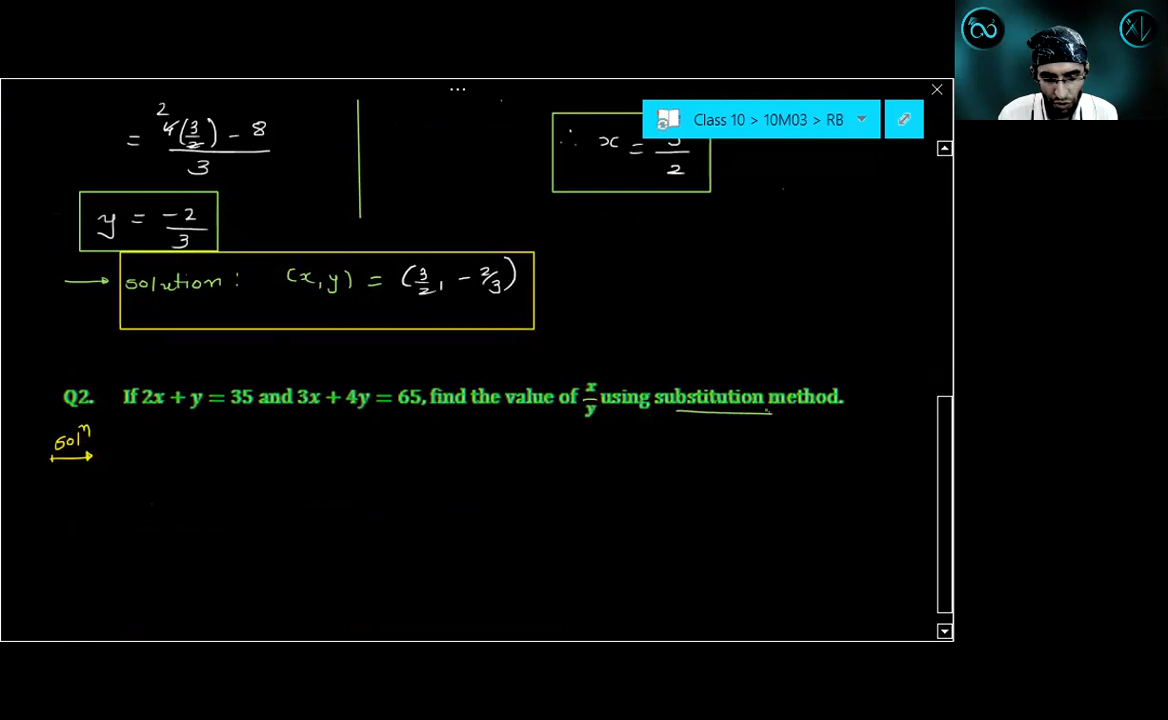 Class 10 > 10M03 > RB
= 4(3/2) - 8 / 3
2
y = -2/3
∴ x = 3/2
solution : (x,y) = (3/2, -2/3)
Q2. If 2x + y = 35 and 3x + 4y = 65, find the value of x/y using substitution method.
solⁿ